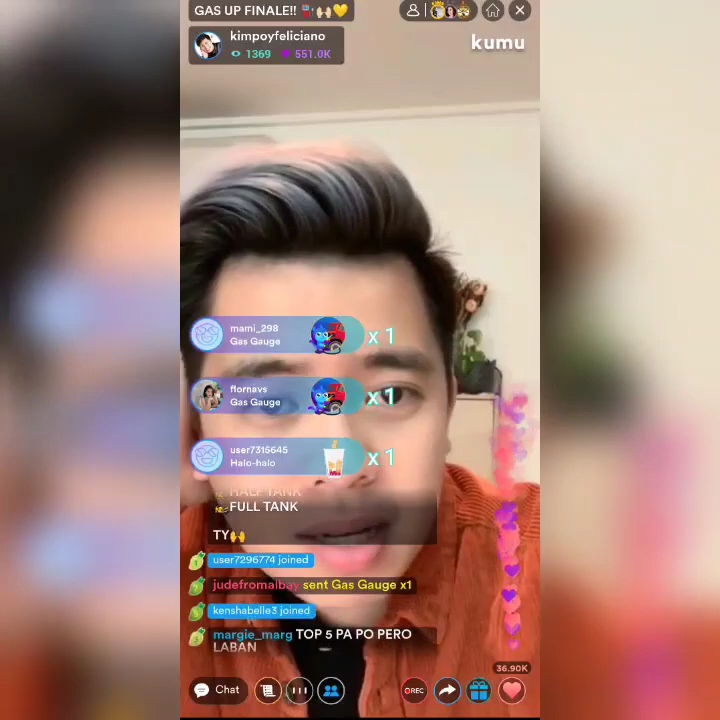 GAS UP FINALE!! ⛽🙌🏻💛
kimpoyfeliciano
1369 551.0K
kumu
mami_298
Gas Gauge
x 1
flornavs
Gas Gauge
x 1
user7315645
Halo-halo
x 1
HALF TANK
FULL TANK
TY🙌
user7296774 joined
judefromalbay sent Gas Gauge x1
kenshabelle3 joined
margie_marg TOP 5 PA PO PERO
LABAN
36.90K
Chat
REC